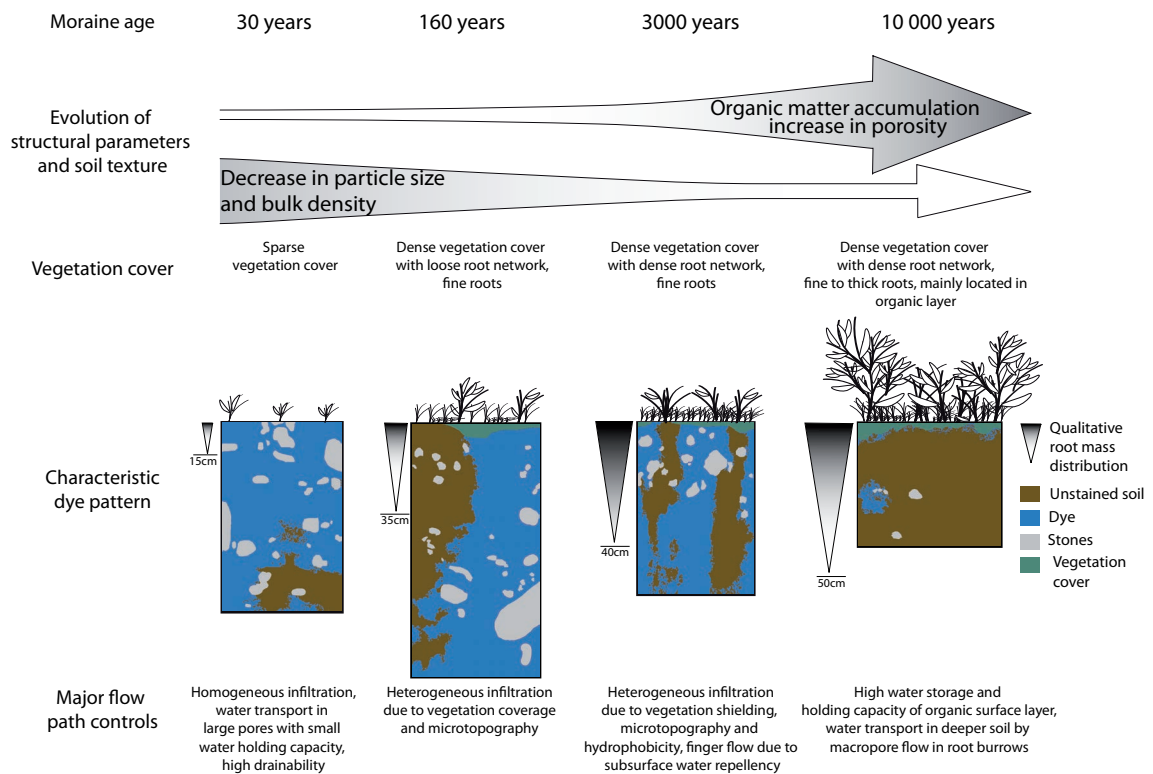 Moraine age
30 years
160 years
3000 years
10 000 years
Evolution of
structural parameters
and soil texture
Organic matter accumulation
increase in porosity
Decrease in particle size
and bulk density
Vegetation cover
Sparse
vegetation cover
Dense vegetation cover
with loose root network,
fine roots
Dense vegetation cover
with dense root network,
fine roots
Dense vegetation cover
with dense root network,
fine to thick roots, mainly located in
organic layer
Characteristic
dye pattern
15cm
35cm
40cm
50cm
Qualitative
root mass
distribution
Unstained soil
Dye
Stones
Vegetation
cover
Major flow
path controls
Homogeneous infiltration,
water transport in
large pores with small
water holding capacity,
high drainability
Heterogeneous infiltration
due to vegetation coverage
and microtopography
Heterogeneous infiltration
due to vegetation shielding,
microtopography and
hydrophobicity, finger flow due to
subsurface water repellency
High water storage and
holding capacity of organic surface layer,
water transport in deeper soil by
macropore flow in root burrows